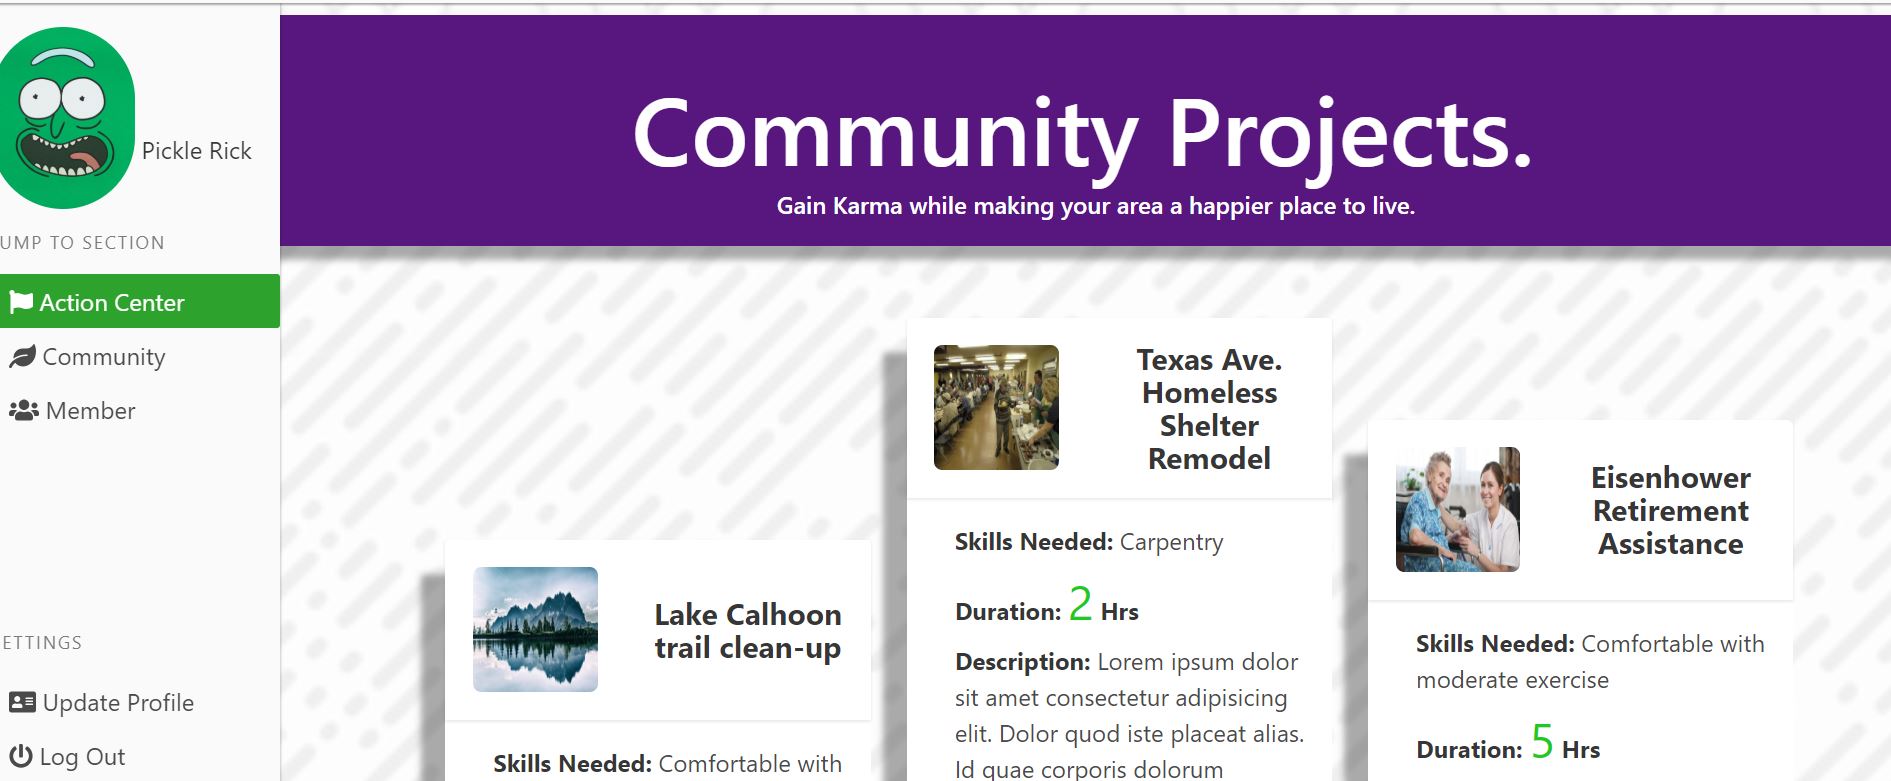 Pickle Rick
UMP TO SECTION
Action Center
Community
Member
ETTINGS
Update Profile
Log Out
Community Projects.
Gain Karma while making your area a happier place to live.
Lake Calhoon
trail clean-up
Skills Needed: Comfortable with
Texas Ave.
Homeless
Shelter
Remodel
Skills Needed: Carpentry
Duration: 2 Hrs
Description: Lorem ipsum dolor
sit amet consectetur adipisicing
elit. Dolor quod iste placeat alias.
Id quae corporis dolorum
Eisenhower
Retirement
Assistance
Skills Needed: Comfortable with
moderate exercise
Duration: 5 Hrs